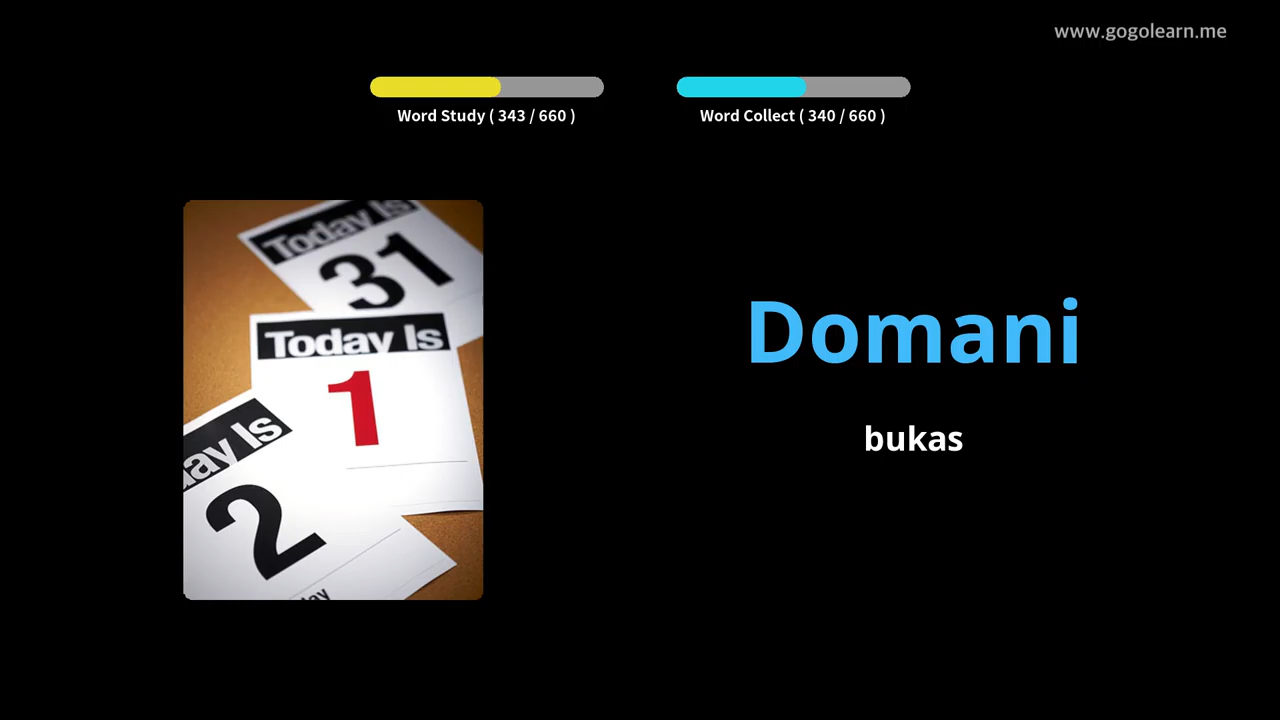 www.gogolearn.me
Word Study ( 343 / 660 )
Word Collect ( 340 / 660 )
Today Is
31
Today Is
1
ay Is
2
ay
Domani
bukas